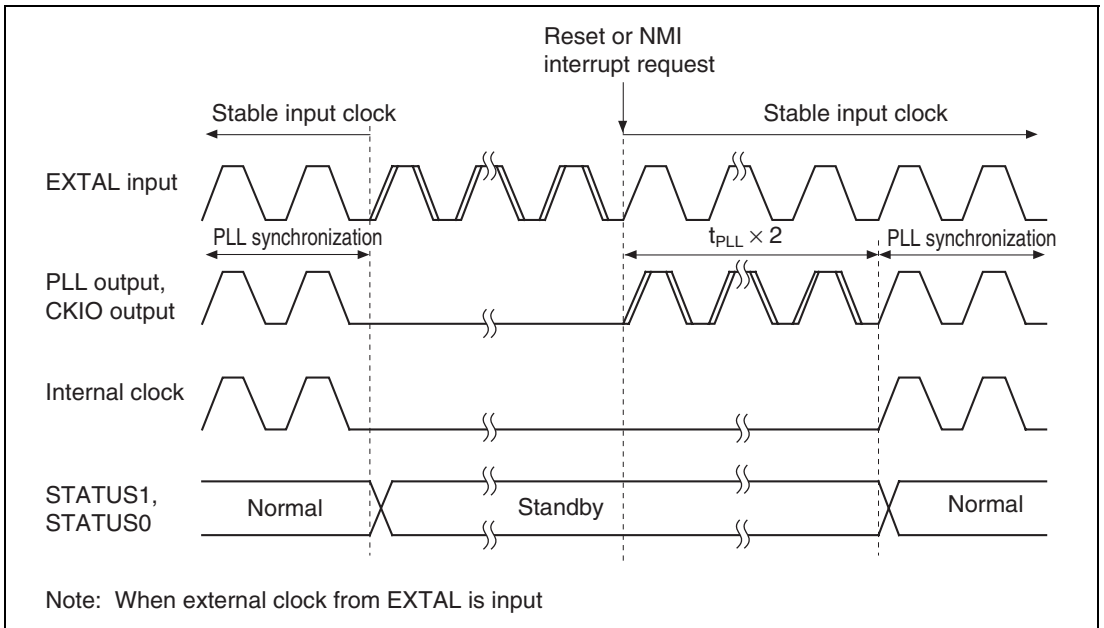 Reset or NMI
interrupt request
Stable input clock
Stable input clock
EXTAL input
PLL synchronization
tPLL × 2
PLL synchronization
PLL output,
CKIO output
Internal clock
STATUS1,
STATUS0
Normal
Standby
Normal
Note: When external clock from EXTAL is input